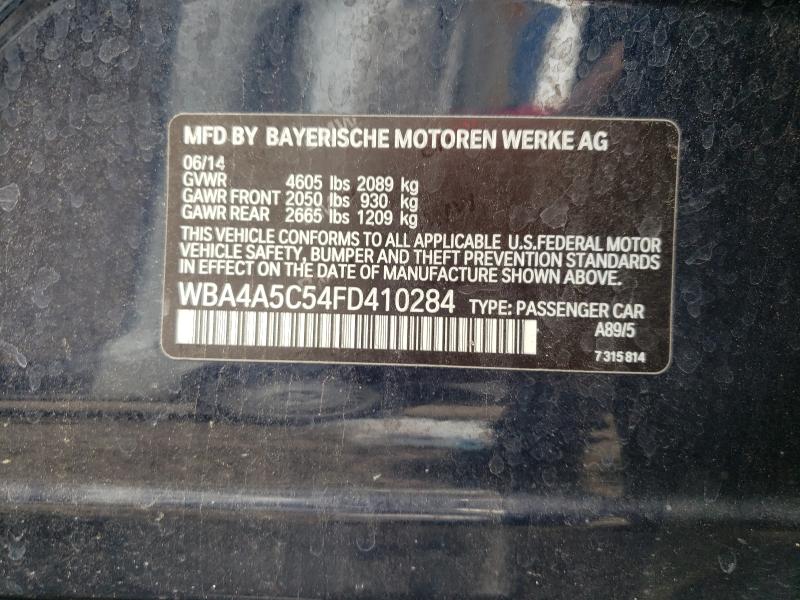 MFD BY BAYERISCHE MOTOREN WERKE AG
06/14
GVWR 4605 lbs 2089 kg
GAWR FRONT 2050 lbs 930 kg
GAWR REAR 2665 lbs 1209 kg
THIS VEHICLE CONFORMS TO ALL APPLICABLE U.S.FEDERAL MOTOR
VEHICLE SAFETY, BUMPER AND THEFT PREVENTION STANDARDS
IN EFFECT ON THE DATE OF MANUFACTURE SHOWN ABOVE.
WBA4A5C54FD410284 TYPE: PASSENGER CAR
A89/5
7 315 814